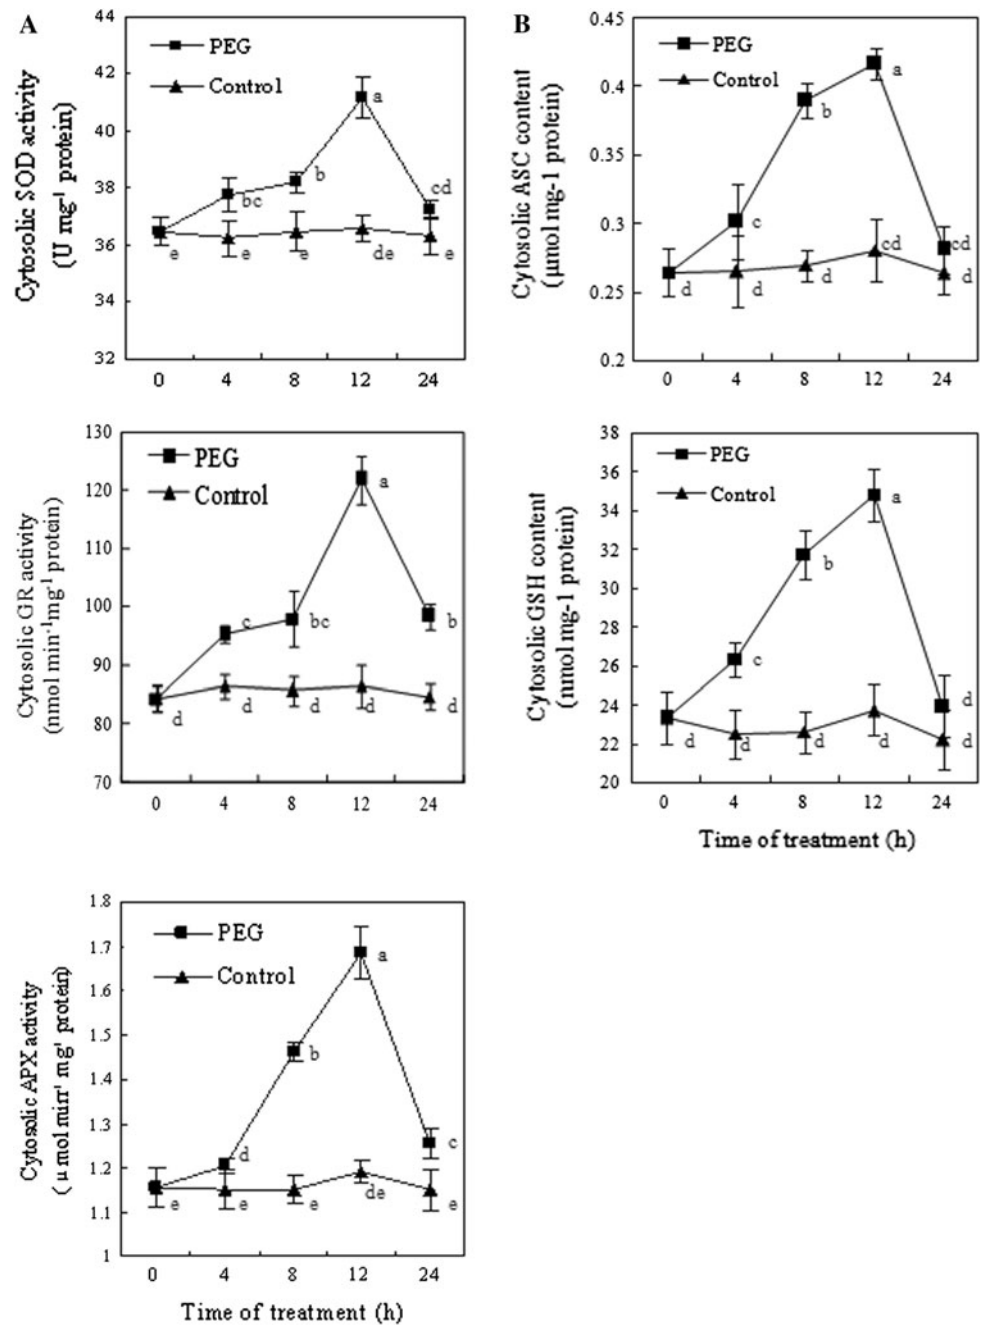 A
Cytosolic SOD activity
(U mg-1 protein)
44
42
40
38
36
34
32
PEG
Control
a
b
bc
cd
e
e
e
de
e
0 4 8 12 24
B
Cytosolic ASC content
(μmol mg-1 protein)
0.45
0.4
0.35
0.3
0.25
0.2
PEG
Control
a
b
c
cd
cd
d
d
d
d
0 4 8 12 24
Cytosolic GR activity
(nmol min-1mg-1 protein)
130
120
110
100
90
80
70
PEG
Control
a
c
bc
b
d
d
d
d
d
0 4 8 12 24
Cytosolic GSH content
(nmol mg-1 protein)
38
36
34
32
30
28
26
24
22
20
PEG
Control
a
b
c
d
d
d
d
d
d
0 4 8 12 24
Time of treatment (h)
Cytosolic APX activity
(μ mol mirr1 mg1 protein)
1.8
1.7
1.6
1.5
1.4
1.3
1.2
1.1
1
PEG
Control
a
b
c
d
e
e
e
de
e
0 4 8 12 24
Time of treatment (h)